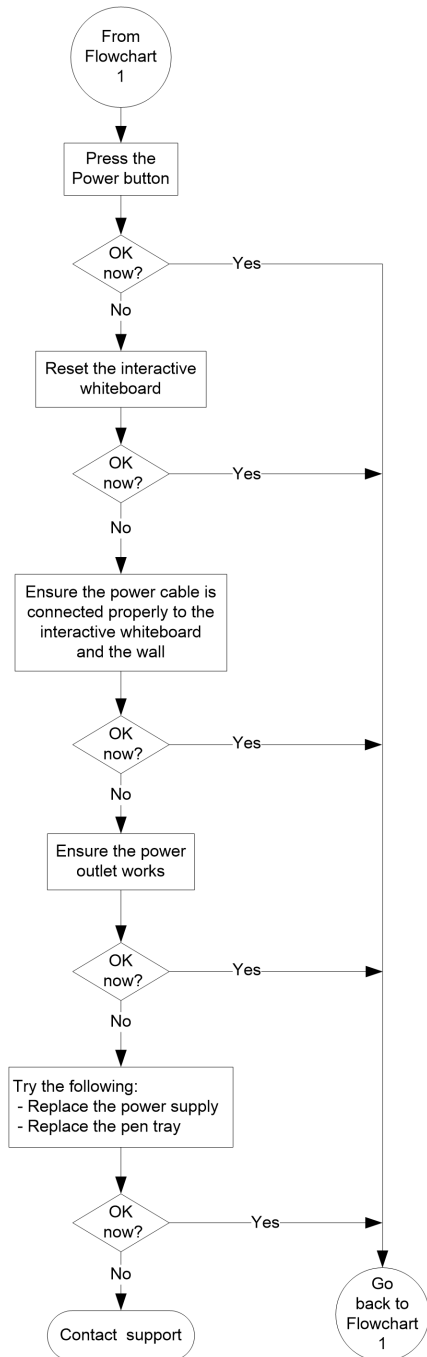 From
Flowchart
1
Press the
Power button
OK
now?
Yes
No
Reset the interactive
whiteboard
OK
now?
Yes
No
Ensure the power cable is
connected properly to the
interactive whiteboard
and the wall
OK
now?
Yes
No
Ensure the power
outlet works
OK
now?
Yes
No
Try the following:
- Replace the power supply
- Replace the pen tray
OK
now?
Yes
No
Contact support
Go
back to
Flowchart
1